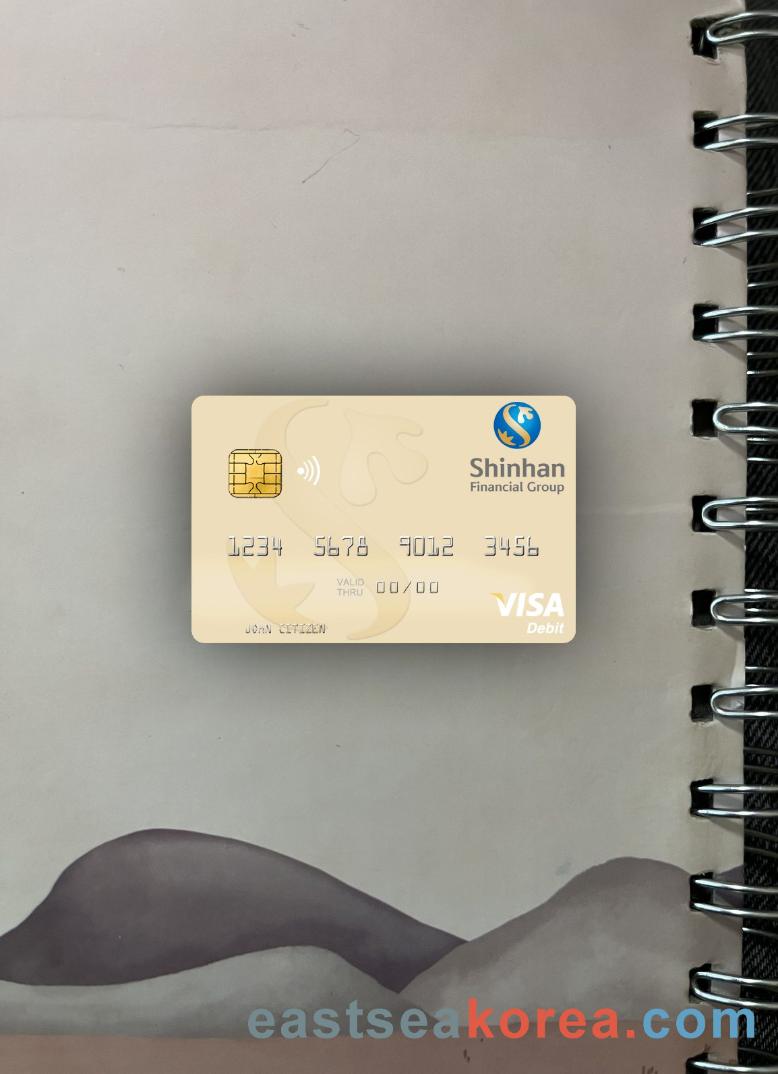 Shinhan
Financial Group
1234 5678 9012 3456
VALID
THRU 00/00
VISA
Debit
JOHN CITIZEN
eastseakorea.com